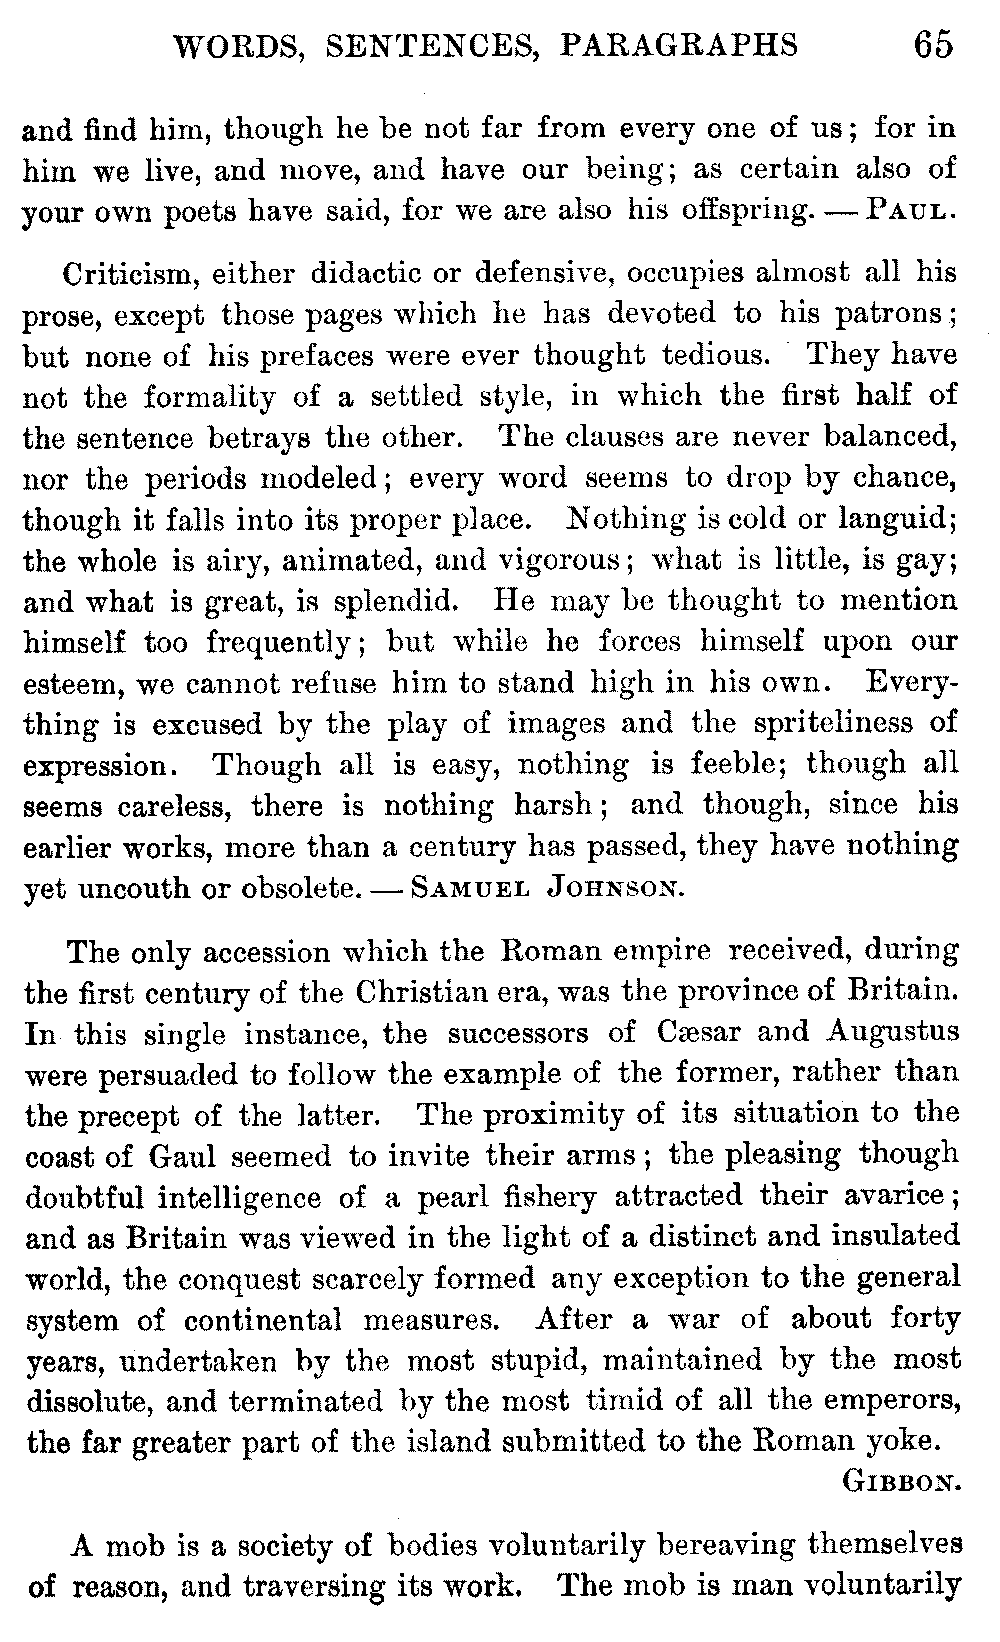 WORDS, SENTENCES, PARAGRAPHS 65
and find him, though he be not far from every one of us; for in
him we live, and move, and have our being; as certain also of
your own poets have said, for we are also his offspring. — PAUL.
Criticism, either didactic or defensive, occupies almost all his
prose, except those pages which he has devoted to his patrons;
but none of his prefaces were ever thought tedious. They have
not the formality of a settled style, in which the first half of
the sentence betrays the other. The clauses are never balanced,
nor the periods modeled; every word seems to drop by chance,
though it falls into its proper place. Nothing is cold or languid;
the whole is airy, animated, and vigorous; what is little, is gay;
and what is great, is splendid. He may be thought to mention
himself too frequently; but while he forces himself upon our
esteem, we cannot refuse him to stand high in his own. Every-
thing is excused by the play of images and the spriteliness of
expression. Though all is easy, nothing is feeble; though all
seems careless, there is nothing harsh; and though, since his
earlier works, more than a century has passed, they have nothing
yet uncouth or obsolete. — SAMUEL JOHNSON.
The only accession which the Roman empire received, during
the first century of the Christian era, was the province of Britain.
In this single instance, the successors of Cæsar and Augustus
were persuaded to follow the example of the former, rather than
the precept of the latter. The proximity of its situation to the
coast of Gaul seemed to invite their arms; the pleasing though
doubtful intelligence of a pearl fishery attracted their avarice;
and as Britain was viewed in the light of a distinct and insulated
world, the conquest scarcely formed any exception to the general
system of continental measures. After a war of about forty
years, undertaken by the most stupid, maintained by the most
dissolute, and terminated by the most timid of all the emperors,
the far greater part of the island submitted to the Roman yoke.
GIBBON.
A mob is a society of bodies voluntarily bereaving themselves
of reason, and traversing its work. The mob is man voluntarily